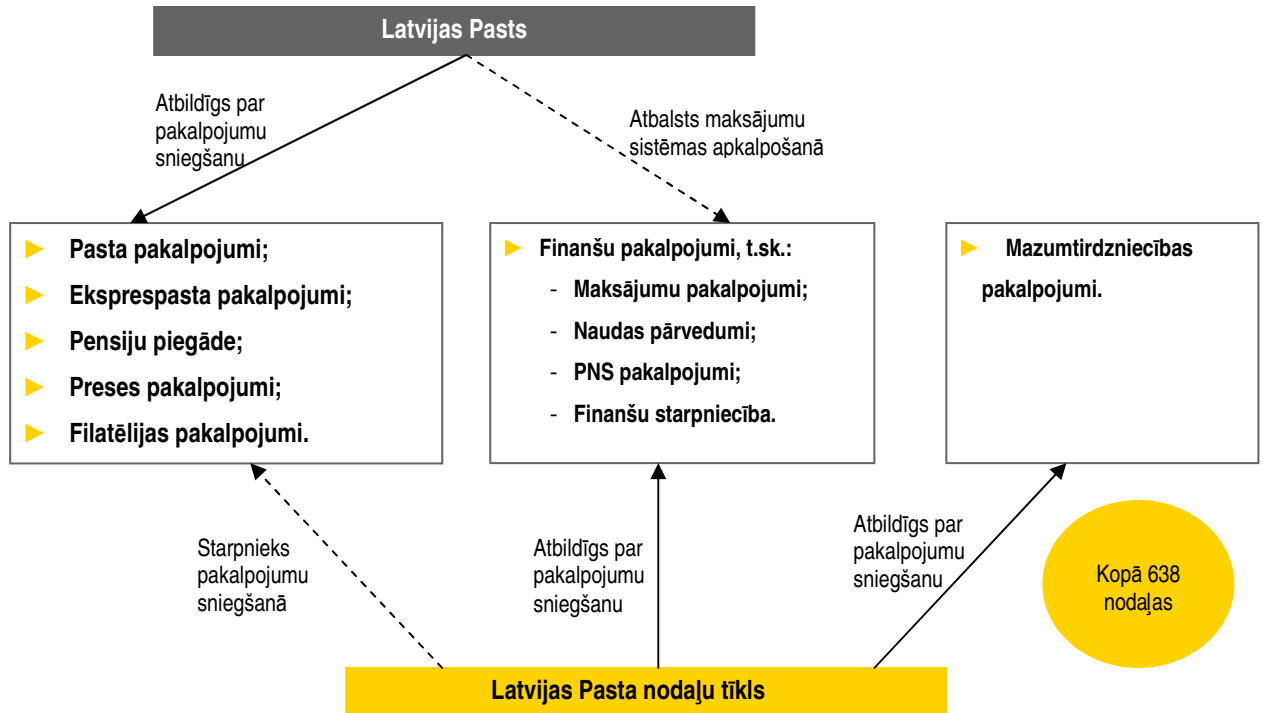 Latvijas Pasts
Atbildīgs par
pakalpojumu
sniegšanu
Atbalsts maksājumu
sistēmas apkalpošanā
► Pasta pakalpojumi;
► Ekspresspasta pakalpojumi;
► Pensiju piegāde;
► Preses pakalpojumi;
► Filatēlijas pakalpojumi.
► Finanšu pakalpojumi, t.sk.:
- Maksājumu pakalpojumi;
- Naudas pārvedumi;
- PNS pakalpojumi;
- Finanšu starpniecība.
► Mazumtirdzniecības
pakalpojumi.
Starpnieks
pakalpojumu
sniegšanā
Atbildīgs par
pakalpojumu
sniegšanu
Atbildīgs par
pakalpojumu
sniegšanu
Kopā 638
nodaļas
Latvijas Pasta nodaļu tīkls